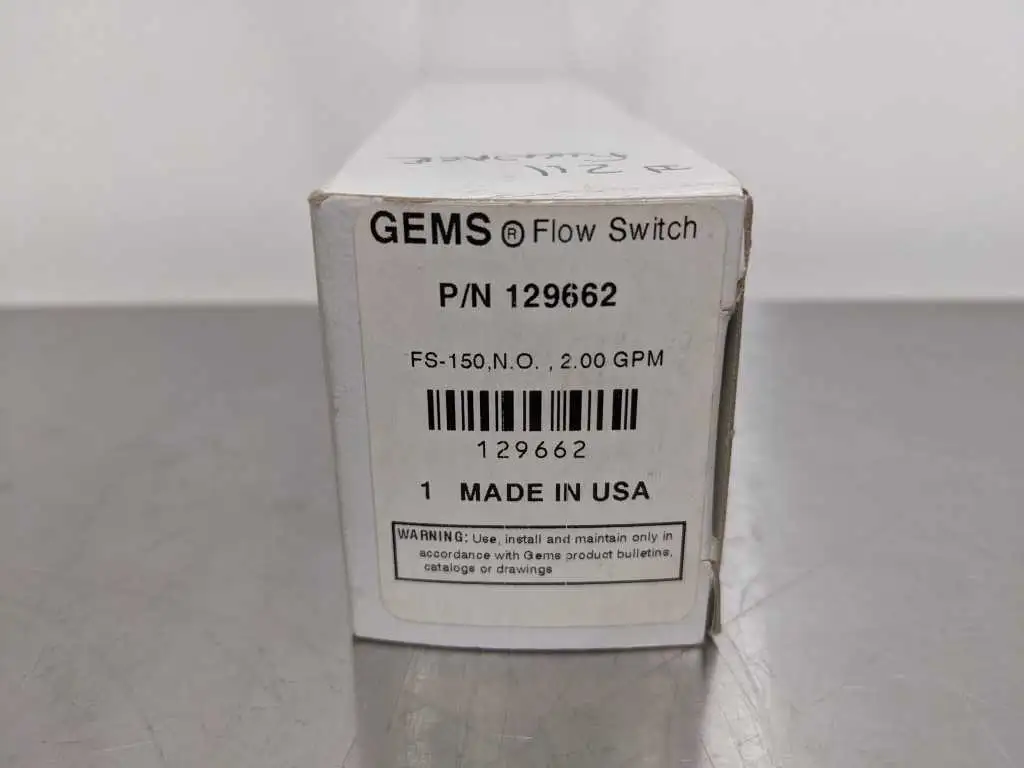 GEMS ® Flow Switch
P/N 129662
FS-150,N.O. , 2.00 GPM
129662
1 MADE IN USA
WARNING: Use, install and maintain only in
accordance with Gems product bulletins,
catalogs or drawings